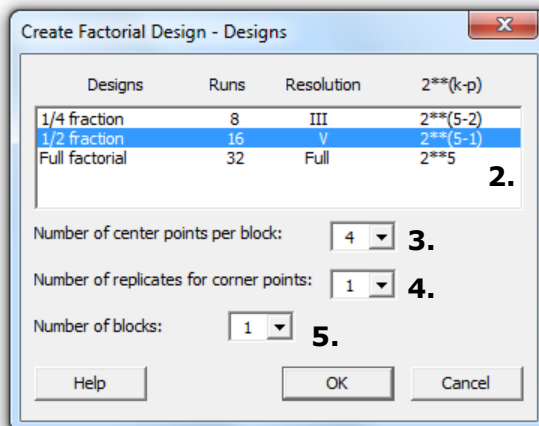 Create Factorial Design - Designs
Designs Runs Resolution 2**(k-p)
1/4 fraction 8 III 2**(5-2)
1/2 fraction 16 V 2**(5-1)
Full factorial 32 Full 2**5
2.
Number of center points per block: 4 3.
Number of replicates for corner points: 1 4.
Number of blocks: 1 5.
Help OK Cancel